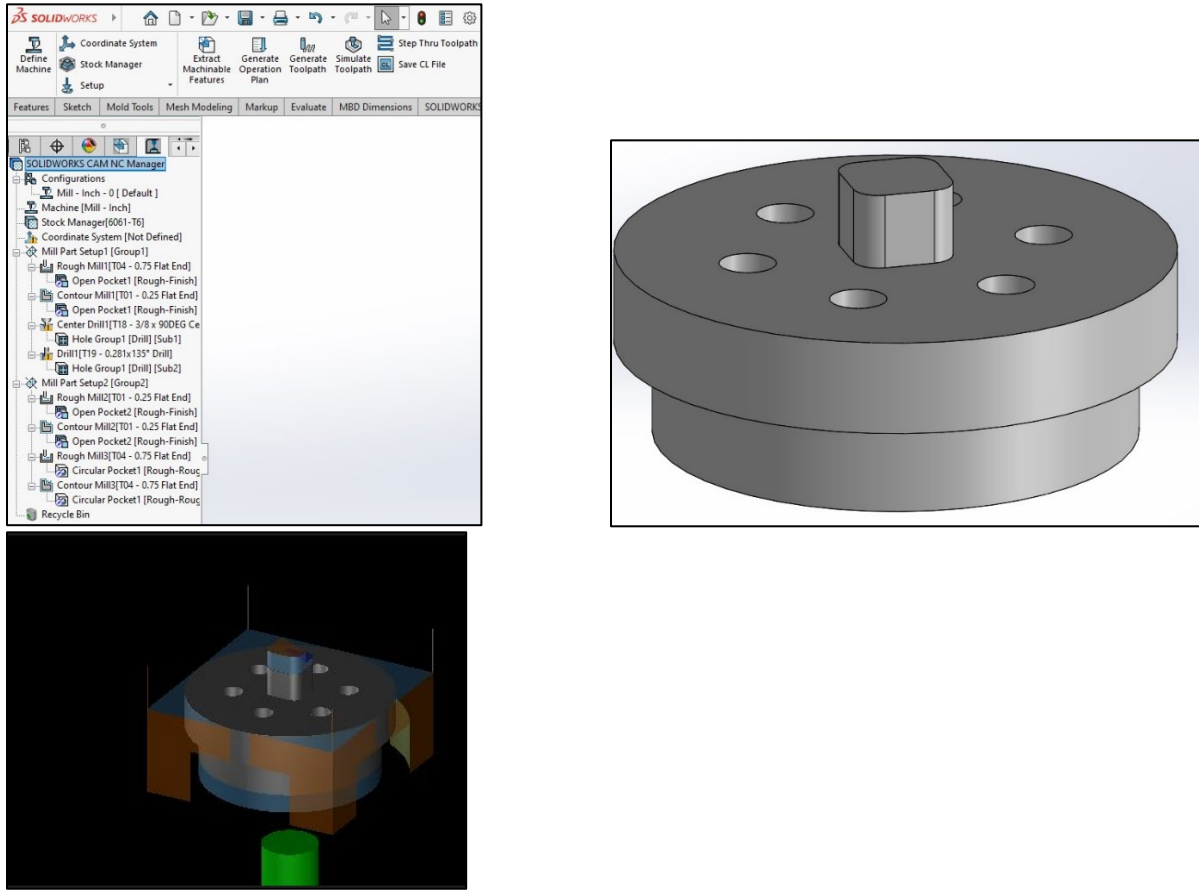 SOLIDWORKS
Define Machine
Coordinate System
Stock Manager
Setup
Extract Machinable Features
Generate Operation Plan
Generate Toolpath
Simulate Toolpath
Step Thru Toolpath
CL Save CL File
Features Sketch Mold Tools Mesh Modeling Markup Evaluate MBD Dimensions SOLIDWORKS
SOLIDWORKS CAM NC Manager
Configurations
Mill - Inch - 0 [ Default ]
Machine [Mill - Inch]
Stock Manager[6061-T6]
Coordinate System [Not Defined]
Mill Part Setup1 [Group1]
Rough Mill1[T04 - 0.75 Flat End]
Open Pocket1 [Rough-Finish]
Contour Mill1[T01 - 0.25 Flat End]
Open Pocket1 [Rough-Finish]
Center Drill1[T18 - 3/8 x 90DEG Ce
Hole Group1 [Drill] [Sub1]
Drill1[T19 - 0.281x135° Drill]
Hole Group1 [Drill] [Sub2]
Mill Part Setup2 [Group2]
Rough Mill2[T01 - 0.25 Flat End]
Open Pocket2 [Rough-Finish]
Contour Mill2[T01 - 0.25 Flat End]
Open Pocket2 [Rough-Finish]
Rough Mill3[T04 - 0.75 Flat End]
Circular Pocket1 [Rough-Roug
Contour Mill3[T04 - 0.75 Flat End]
Circular Pocket1 [Rough-Roug
Recycle Bin